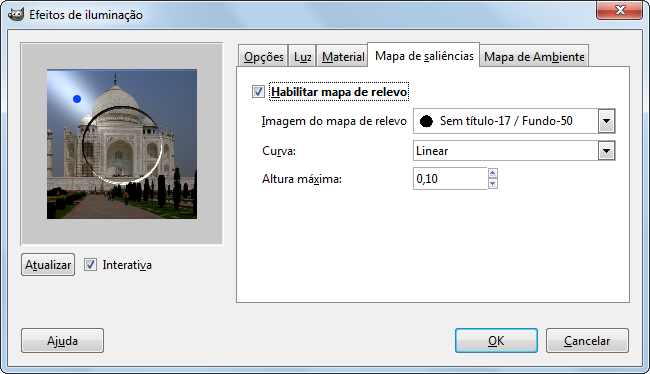 Efeitos de iluminação
Opções Luz Material Mapa de saliências Mapa de Ambiente
Habilitar mapa de relevo
Imagem do mapa de relevo Sem título-17 / Fundo-50
Curva: Linear
Altura máxima: 0,10
Atualizar Interativa
Ajuda OK Cancelar